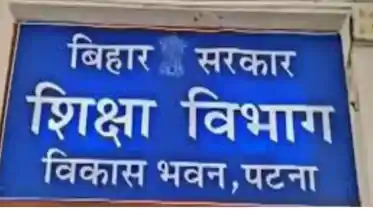 बिहार सरकार
शिक्षा विभाग
विकास भवन, पटना